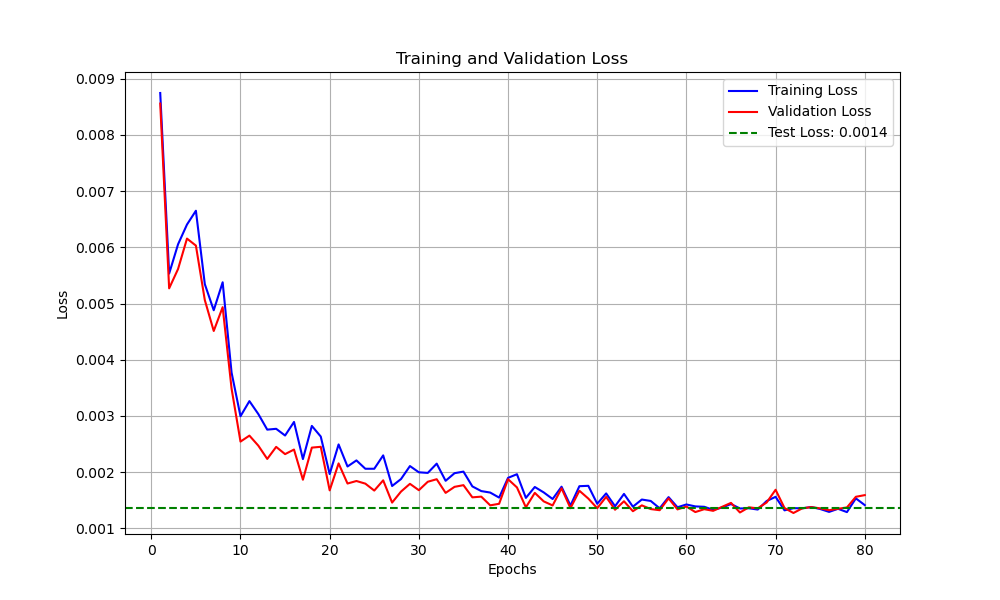 Training and Validation Loss
Training Loss
Validation Loss
Test Loss: 0.0014
0.009
0.008
0.007
0.006
0.005
0.004
0.003
0.002
0.001
Loss
0 10 20 30 40 50 60 70 80
Epochs